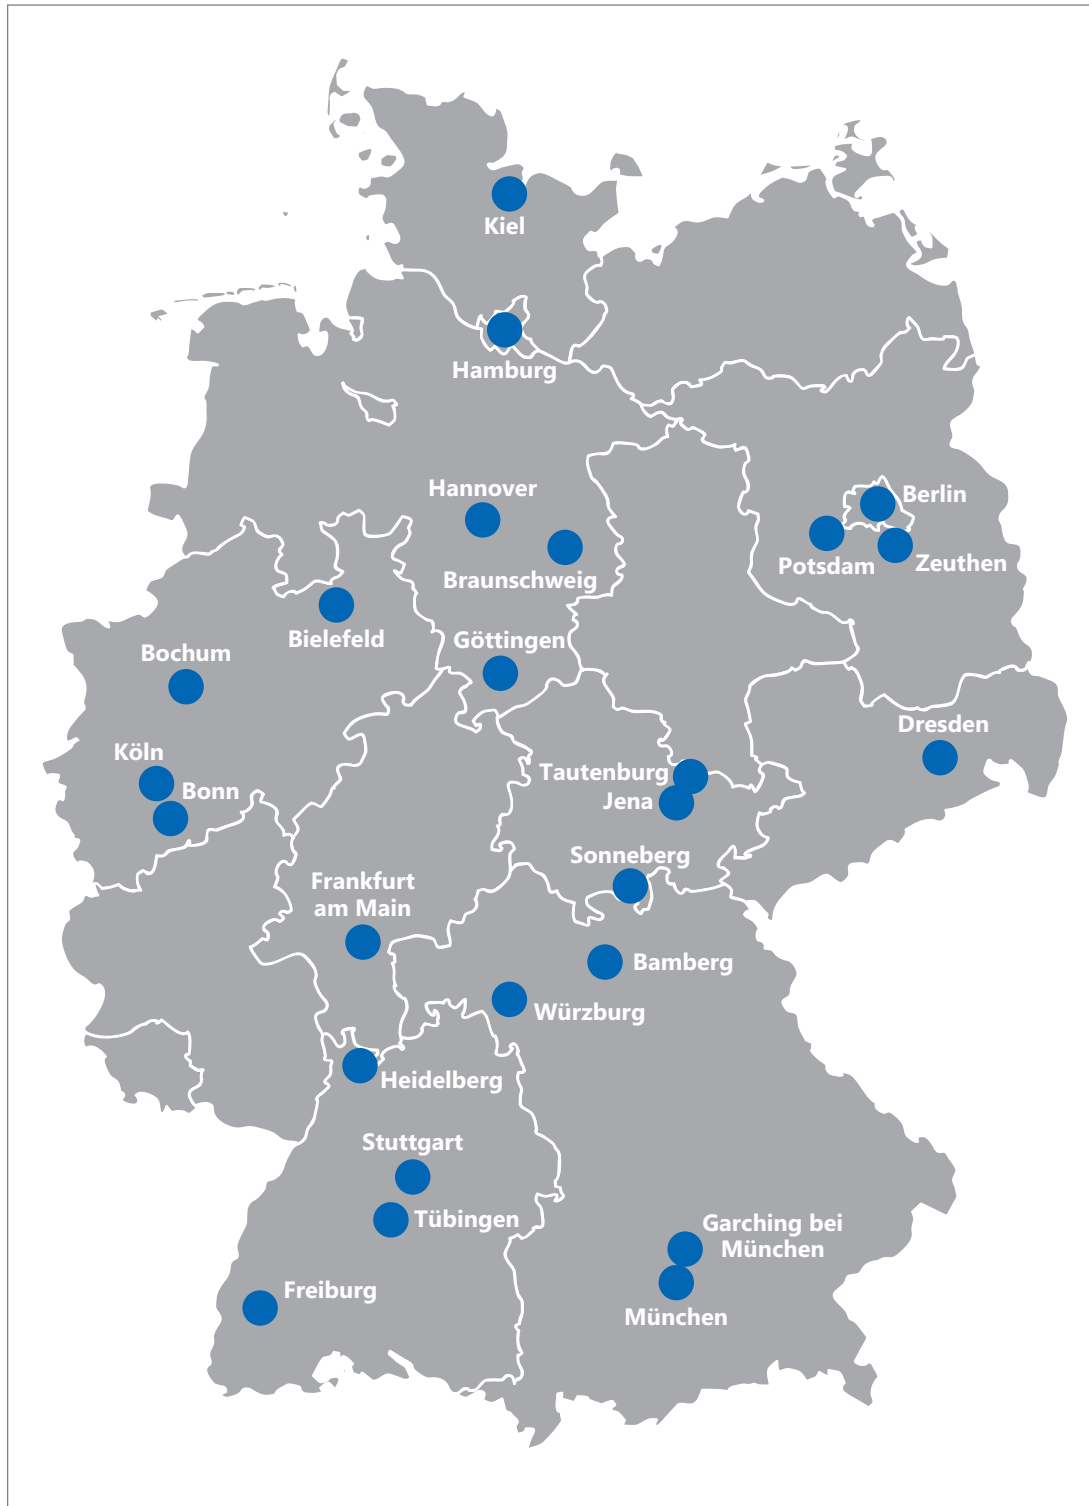 Kiel
Hamburg
Hannover
Berlin
Braunschweig
Potsdam
Zeuthen
Bielefeld
Göttingen
Bochum
Dresden
Köln
Tautenburg
Bonn
Jena
Sonneberg
Frankfurt
am Main
Bamberg
Würzburg
Heidelberg
Stuttgart
Tübingen
Garching bei
München
Freiburg
München